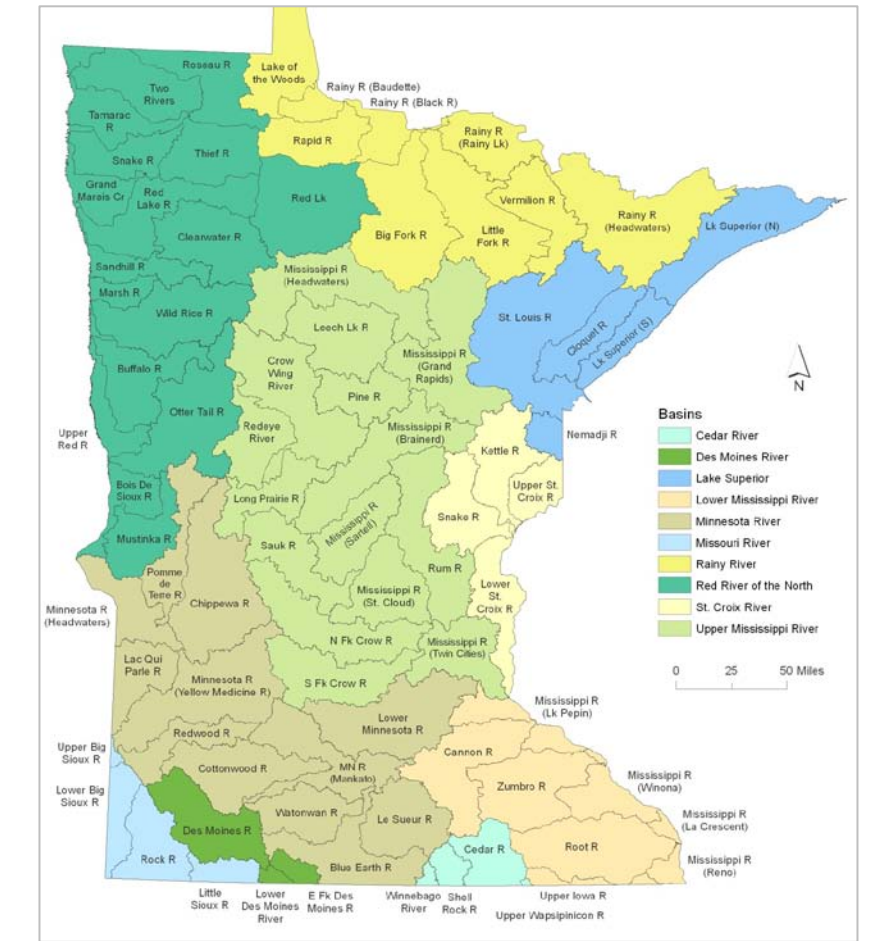 Roseau R
Lake of
the Woods
Two
Rivers
Rainy R (Baudette)
Rainy R (Black R)
Tamarac
R
Rapid R
Rainy R
(Rainy Lk)
Snake R
Thief R
Grand
Marais Cr
Red
Lake R
Red Lk
Vermilion R
Rainy R
(Headwaters)
Lk Superior (N)
Clearwater R
Big Fork R
Little
Fork R
Sandhill R
Mississippi R
(Headwaters)
Marsh R
Wild Rice R
Leech Lk R
St. Louis R
Cloquet R
Lk Superior (S)
Crow
Wing
River
Mississippi R
(Grand
Rapids)
Buffalo R
Pine R
N
Otter Tail R
Redeye
River
Mississippi R
(Brainerd)
Nemadji R
Upper
Red R
Kettle R
Bois De
Sioux R
Long Prairie R
Mississippi R
(Sartell)
Upper St.
Croix R
Snake R
Mustinka R
Sauk R
Pomme
de
Terre R
Rum R
Chippewa R
Mississippi R
(St. Cloud)
Lower
St.
Croix R
Minnesota R
(Headwaters)
N Fk Crow R
Mississippi R
(Twin Cities)
Lac Qui
Parle R
Minnesota R
(Yellow Medicine R)
S Fk Crow R
Mississippi R
(Lk Pepin)
Redwood R
Lower
Minnesota R
Cannon R
Upper Big
Sioux R
Cottonwood R
MN R
(Mankato)
Zumbro R
Mississippi R
(Winona)
Lower Big
Sioux R
Watonwan R
Le Sueur R
Mississippi R
(La Crescent)
Des Moines R
Cedar R
Root R
Rock R
Blue Earth R
Mississippi R
(Reno)
Little
Sioux R
Lower
Des Moines
River
E Fk Des
Moines R
Winnebago
River
Shell
Rock R
Upper Iowa R
Upper Wapsipinicon R
Basins
Cedar River
Des Moines River
Lake Superior
Lower Mississippi River
Minnesota River
Missouri River
Rainy River
Red River of the North
St. Croix River
Upper Mississippi River
0 25 50 Miles